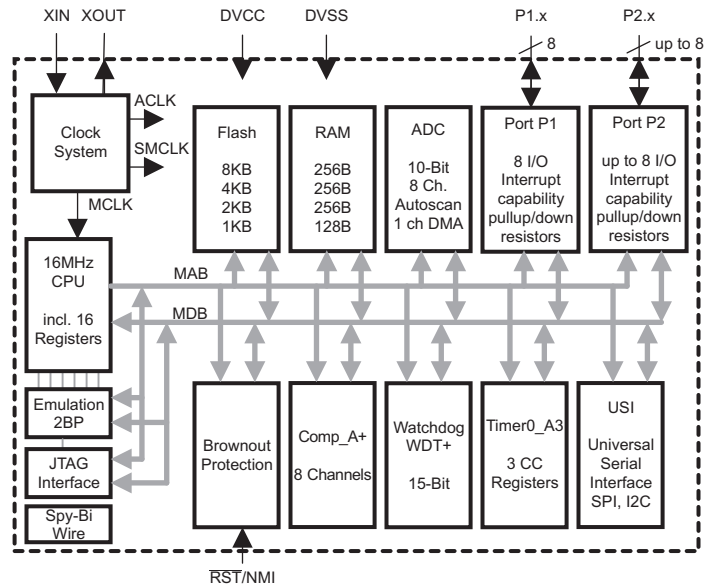 XIN XOUT DVCC DVSS P1.x P2.x
8 up to 8
ACLK
Clock
System
SMCLK
MCLK
Flash
8KB
4KB
2KB
1KB
RAM
256B
256B
256B
128B
ADC
10-Bit
8 Ch.
Autoscan
1 ch DMA
Port P1
8 I/O
Interrupt
capability
pullup/down
resistors
Port P2
up to 8 I/O
Interrupt
capability
pullup/down
resistors
16MHz
CPU
incl. 16
Registers
MAB
MDB
Emulation
2BP
JTAG
Interface
Spy-Bi
Wire
Brownout
Protection
Comp_A+
8 Channels
Watchdog
WDT+
15-Bit
Timer0_A3
3 CC
Registers
USI
Universal
Serial
Interface
SPI, I2C
RST/NMI